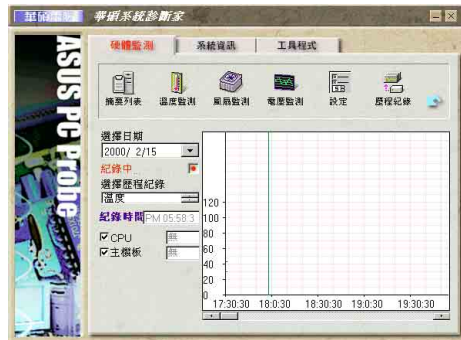 華碩電腦 華碩系統診斷家
ASUS PC Probe
硬體監測 系統資訊 工具程式
摘要列表 溫度監測 風扇監測 電壓監測 設定 歷程紀錄
選擇日期
2000/ 2/15
紀錄中
選擇歷程紀錄
溫度
紀錄時間 PM 05:58:3
CPU 無
主機板 無
120
100
80
60
40
20
0
17:30:30 18:0:30 18:30:30 19:0:30 19:30:30